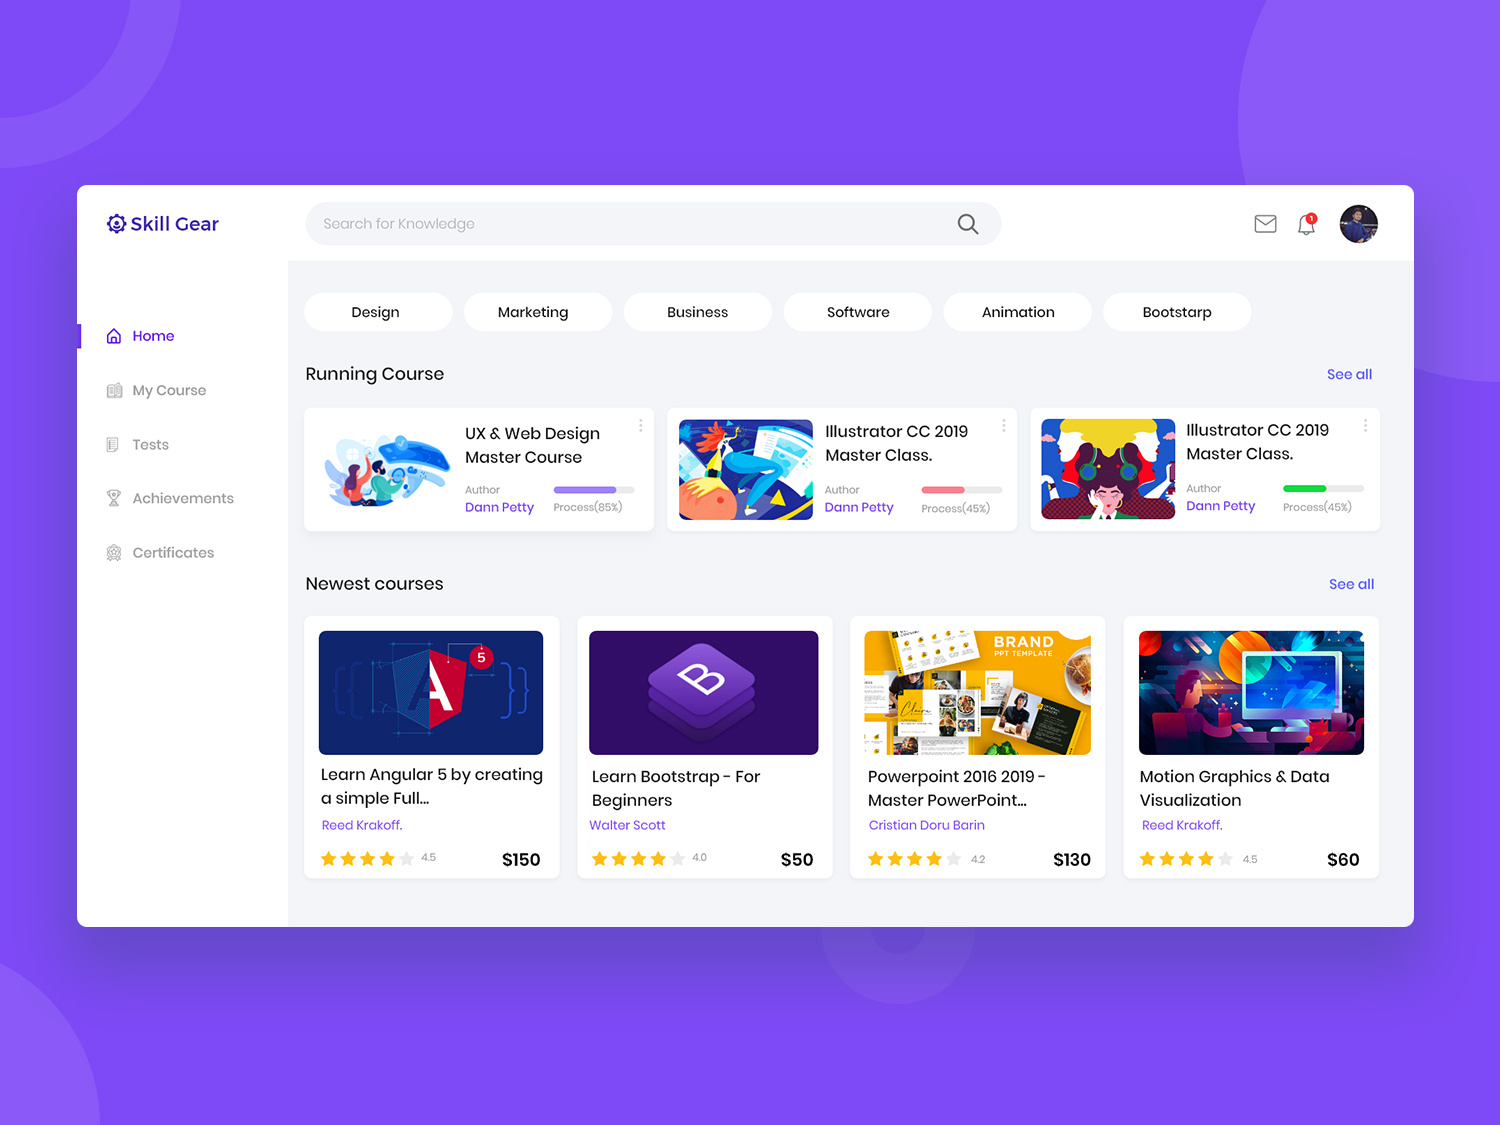 Skill Gear
Search for Knowledge
1
Home
My Course
Tests
Achievements
Certificates
Design
Marketing
Business
Software
Animation
Bootstarp
Running Course
See all
UX & Web Design
Master Course
Author
Dann Petty
Process(85%)
Illustrator CC 2019
Master Class.
Author
Dann Petty
Process(45%)
Illustrator CC 2019
Master Class.
Author
Dann Petty
Process(45%)
Newest courses
See all
A
5
Learn Angular 5 by creating
a simple Full...
Reed Krakoff.
4.5
$150
B
Learn Bootstrap - For
Beginners
Walter Scott
4.0
$50
BRAND
PPT TEMPLATE
Powerpoint 2016 2019 -
Master PowerPoint...
Cristian Doru Barin
4.2
$130
Motion Graphics & Data
Visualization
Reed Krakoff.
4.5
$60